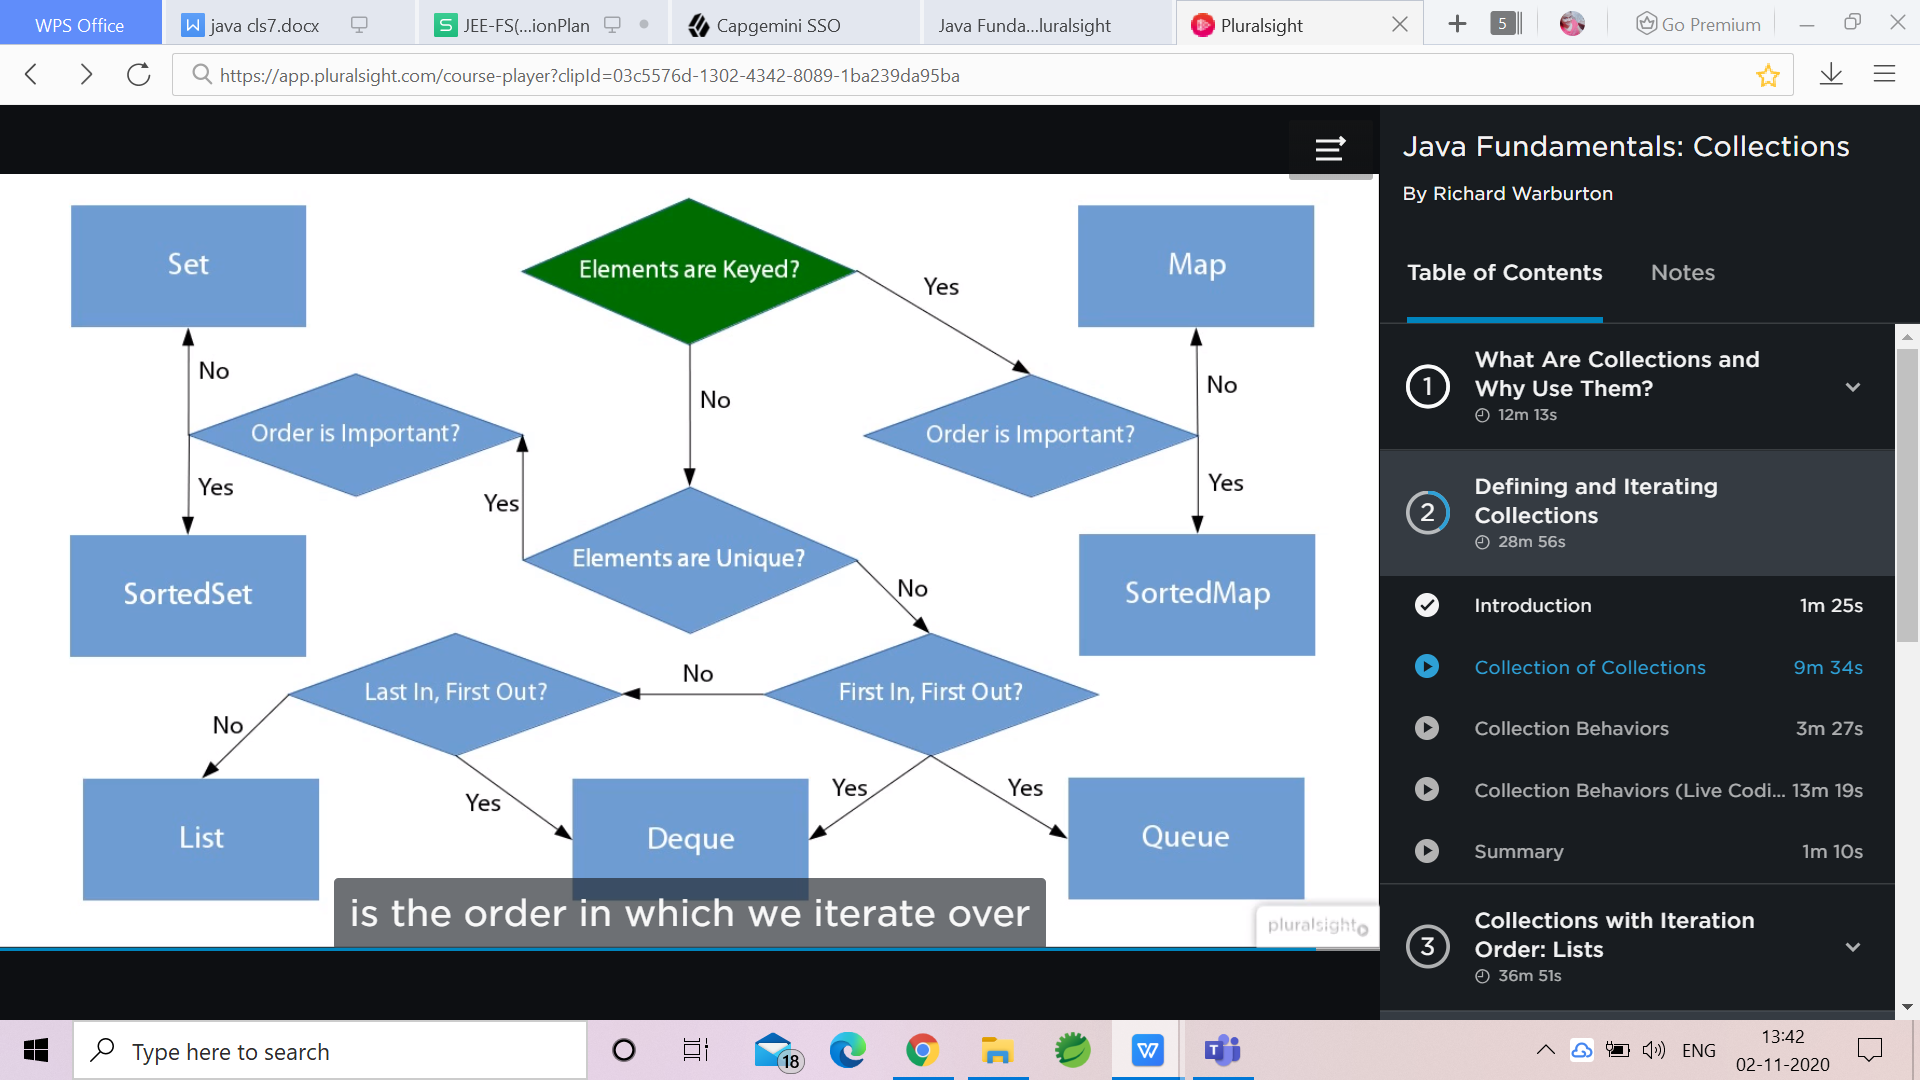 WPS Office
java cls7.docx
JEE-FS(...ionPlan
Capgemini SSO
Java Funda...luralsight
Pluralsight
5
Go Premium
https://app.pluralsight.com/course-player?clipId=03c5576d-1302-4342-8089-1ba239da95ba
Set
Elements are Keyed?
Yes
Map
No
No
No
Order is Important?
Order is Important?
Yes
Yes
Yes
Elements are Unique?
No
SortedSet
SortedMap
Last In, First Out?
No
First In, First Out?
No
Yes
Yes
Yes
List
Deque
Queue
is the order in which we iterate over
pluralsight
Java Fundamentals: Collections
By Richard Warburton
Table of Contents
Notes
1
What Are Collections and
Why Use Them?
12m 13s
2
Defining and Iterating
Collections
28m 56s
Introduction 1m 25s
Collection of Collections 9m 34s
Collection Behaviors 3m 27s
Collection Behaviors (Live Codi... 13m 19s
Summary 1m 10s
3
Collections with Iteration
Order: Lists
36m 51s
Type here to search
18
ENG
13:42
02-11-2020